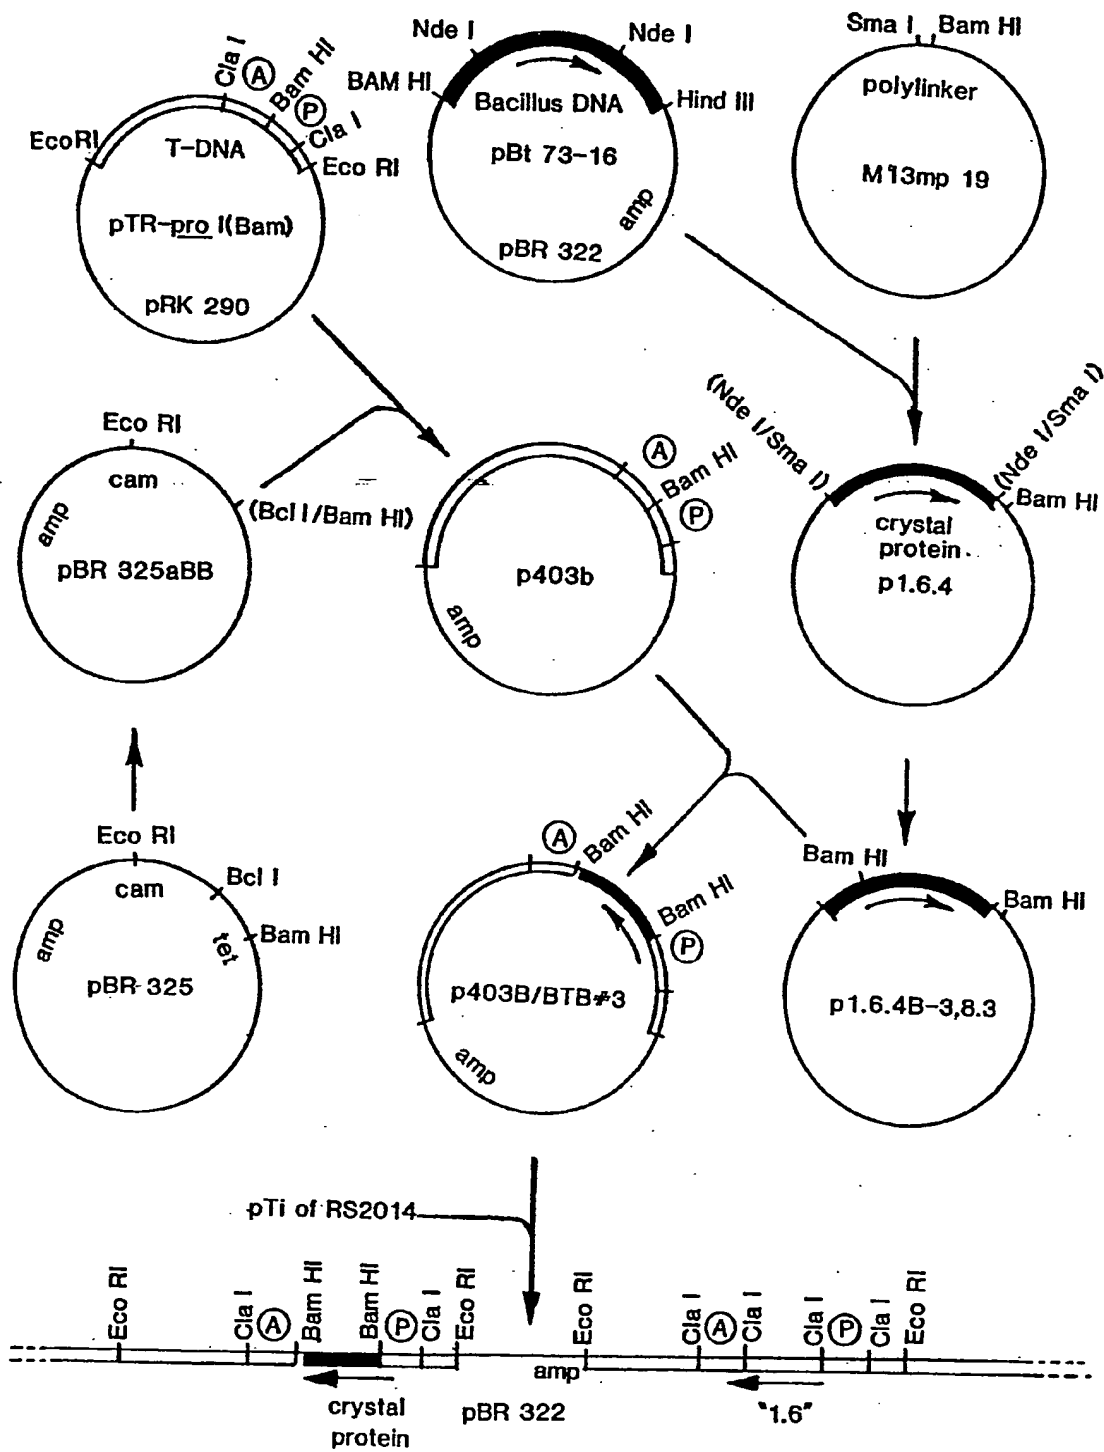 Cla I
A
Bam HI
P
Cla I
EcoRI
Eco RI
T-DNA
pTR-pro I(Bam)
pRK 290
Nde I
Nde I
BAM HI
Hind III
Bacillus DNA
pBt 73-16
amp
pBR 322
Sma I
Bam HI
polylinker
M13mp 19
Eco RI
cam
amp
(Bcl I/Bam HI)
pBR 325aBB
A
Bam HI
P
p403b
amp
(Nde I/Sma I)
(Nde I/Sma I)
Bam HI
crystal
protein.
p1.6.4
Eco RI
cam
Bcl I
amp
tet
Bam HI
pBR 325
A
Bam HI
Bam HI
P
p403B/BTB#3
amp
Bam HI
Bam HI
p1.6.4B-3,8.3
pTi of RS2014
Eco RI
Cla I
A
Bam HI
Bam HI
P
Cla I
Eco RI
Eco RI
Cla I
A
Cla I
Cla I
P
Cla I
Eco RI
amp
crystal
protein
pBR 322
"1.6"